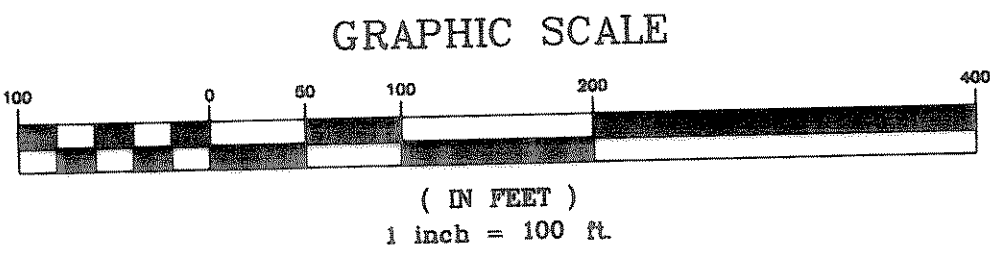 GRAPHIC SCALE
100 0 50 100 200 400
( IN FEET )
1 inch = 100 ft.